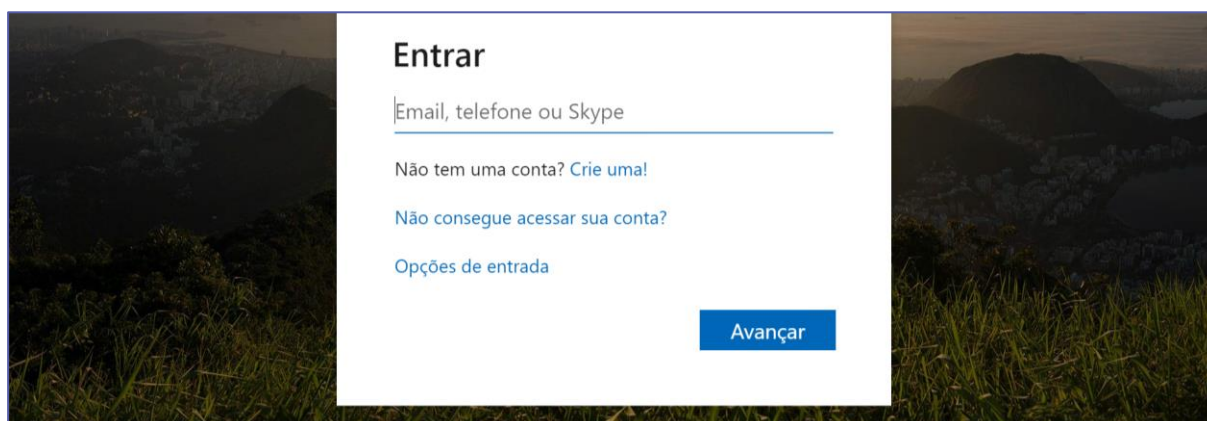 Entrar
Email, telefone ou Skype
Não tem uma conta? Crie uma!
Não consegue acessar sua conta?
Opções de entrada
Avançar